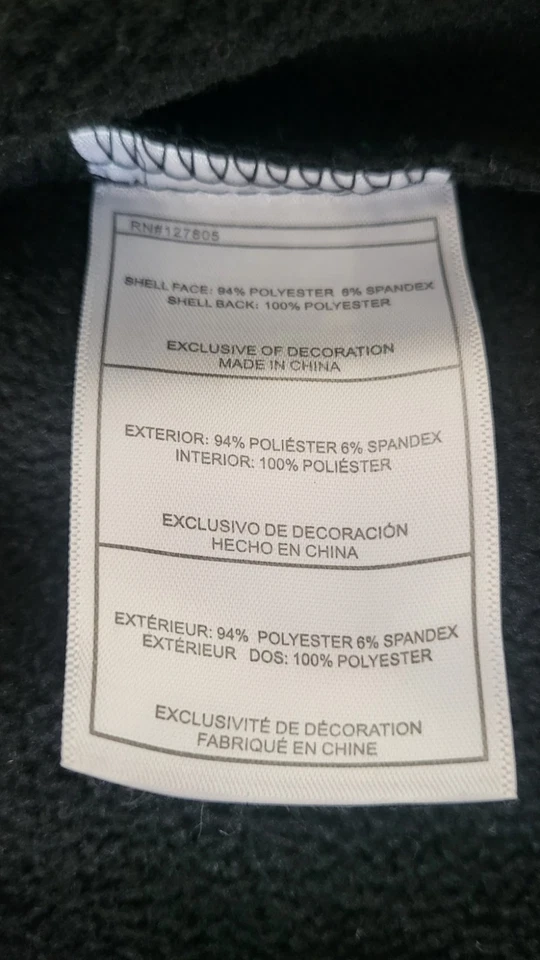 RN#127605
SHELL FACE: 94% POLYESTER 6% SPANDEX
SHELL BACK: 100% POLYESTER
EXCLUSIVE OF DECORATION
MADE IN CHINA
EXTERIOR: 94% POLIÉSTER 6% SPANDEX
INTERIOR: 100% POLIÉSTER
EXCLUSIVO DE DECORACIÓN
HECHO EN CHINA
EXTÉRIEUR: 94% POLYESTER 6% SPANDEX
EXTÉRIEUR DOS: 100% POLYESTER
EXCLUSIVITÉ DE DÉCORATION
FABRIQUÉ EN CHINE